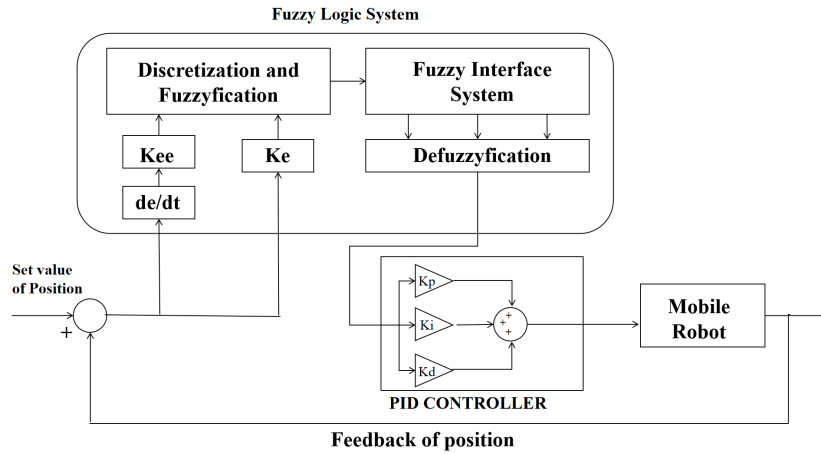 Fuzzy Logic System
Discretization and
Fuzzyfication
Fuzzy Interface
System
Kee
Ke
Defuzzyfication
de/dt
Set value
of Position
+
Kp
Ki
Kd
+
+
+
Mobile
Robot
PID CONTROLLER
Feedback of position